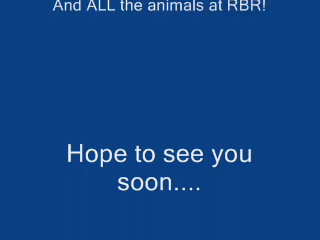 And ALL the animals at RBR!
Hope to see you
soon....